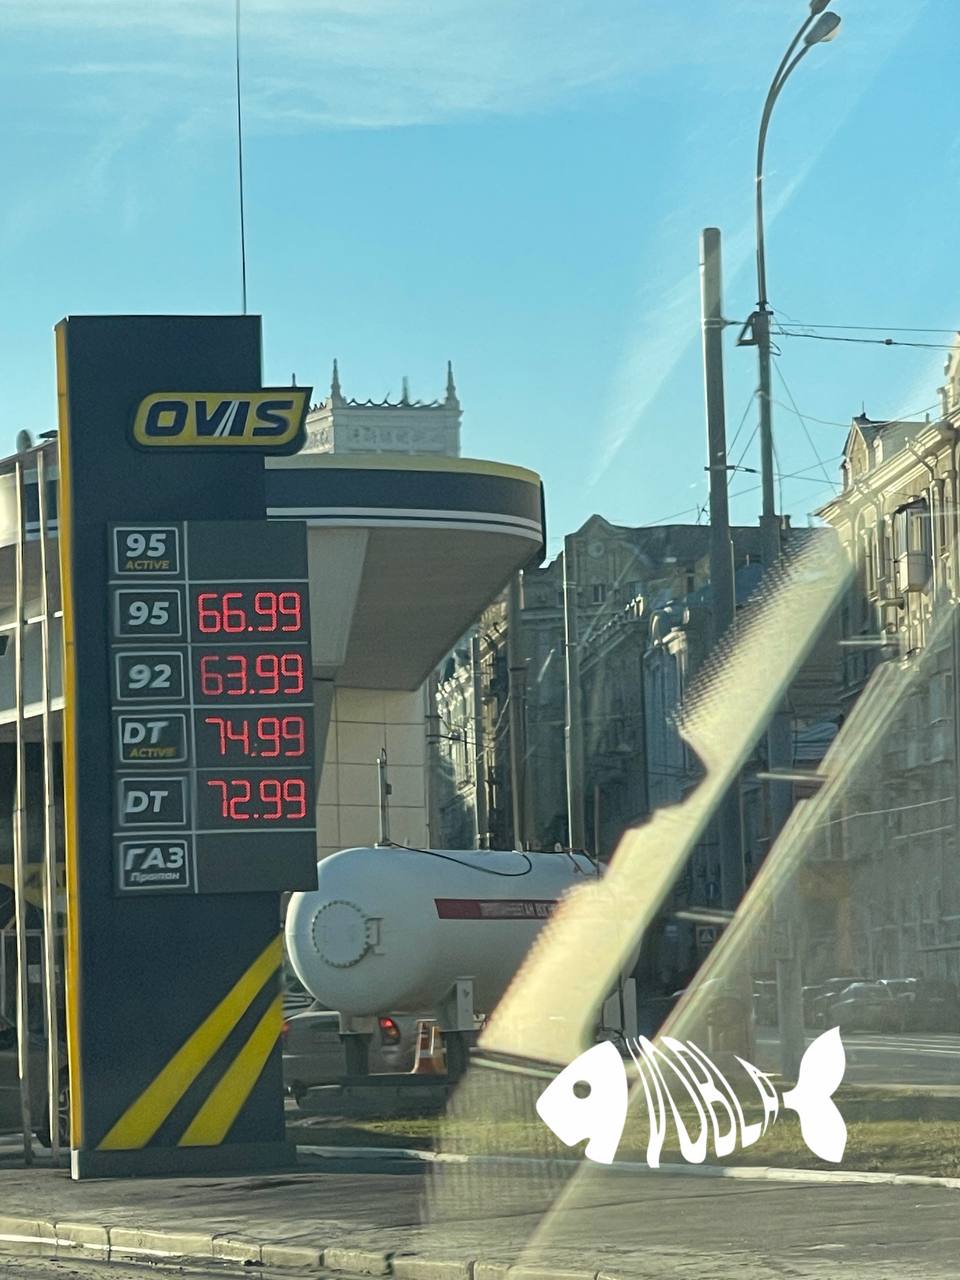 OVIS
95
ACTIVE
95 66.99
92 63.99
DT 74.99
ACTIVE
DT 72.99
ГАЗ
Пропан
VOBLA